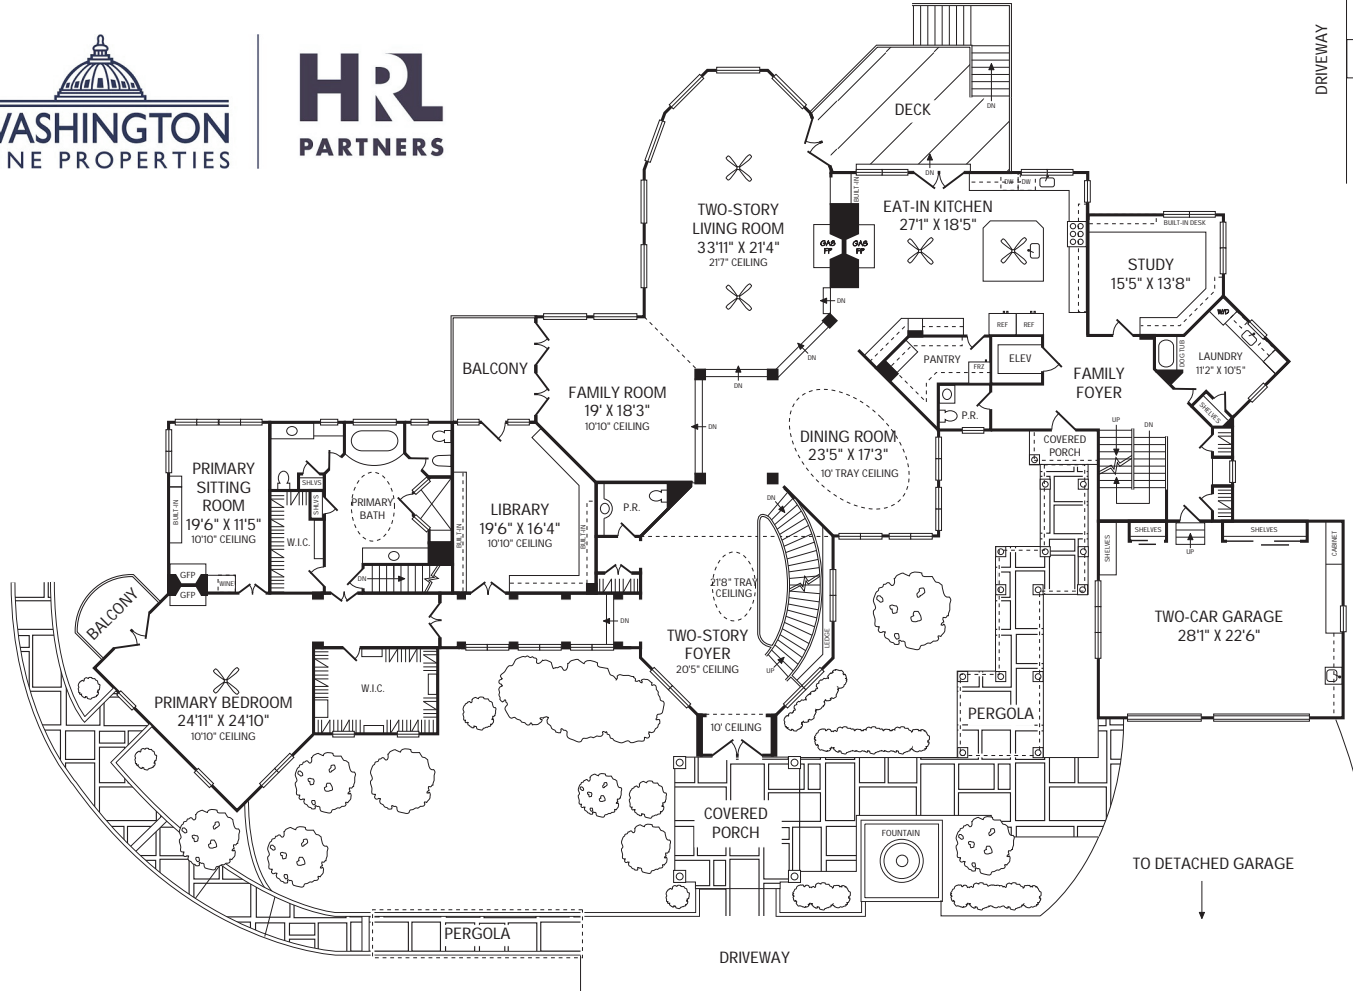 WASHINGTON
INE PROPERTIES
HRL
PARTNERS
DRIVEWAY
DECK
DN
DN
BUILT-IN
DW
DW
EAT-IN KITCHEN
27'1" X 18'5"
TWO-STORY
LIVING ROOM
33'11" X 21'4"
21'7" CEILING
GAS
FP
GAS
FP
BUILT-IN DESK
STUDY
15'5" X 13'8"
DN
DN
DN
REF
REF
W/D
DOG TUB
LAUNDRY
11'2" X 10'5"
SHELVES
PANTRY
FRZ
ELEV
P.R.
FAMILY
FOYER
COVERED
PORCH
UP
DN
BALCONY
FAMILY ROOM
19' X 18'3"
10'10" CEILING
DN
DINING ROOM
23'5" X 17'3"
10' TRAY CEILING
PRIMARY
SITTING
ROOM
19'6" X 11'5"
10'10" CEILING
BUILT-IN
GFP
GFP
WINE
SHLVS
SHLVS
W.I.C.
PRIMARY
BATH
DN
LIBRARY
19'6" X 16'4"
10'10" CEILING
BUILT-IN
BUILT-IN
P.R.
DN
21'8" TRAY
CEILING
TWO-STORY
FOYER
20'5" CEILING
DN
UP
LEDGE
10' CEILING
BALCONY
PRIMARY BEDROOM
24'11" X 24'10"
10'10" CEILING
W.I.C.
SHELVES
SHELVES
UP
SHELVES
CABINET
TWO-CAR GARAGE
28'1" X 22'6"
PERGOLA
COVERED
PORCH
FOUNTAIN
TO DETACHED GARAGE
PERGOLA
DRIVEWAY